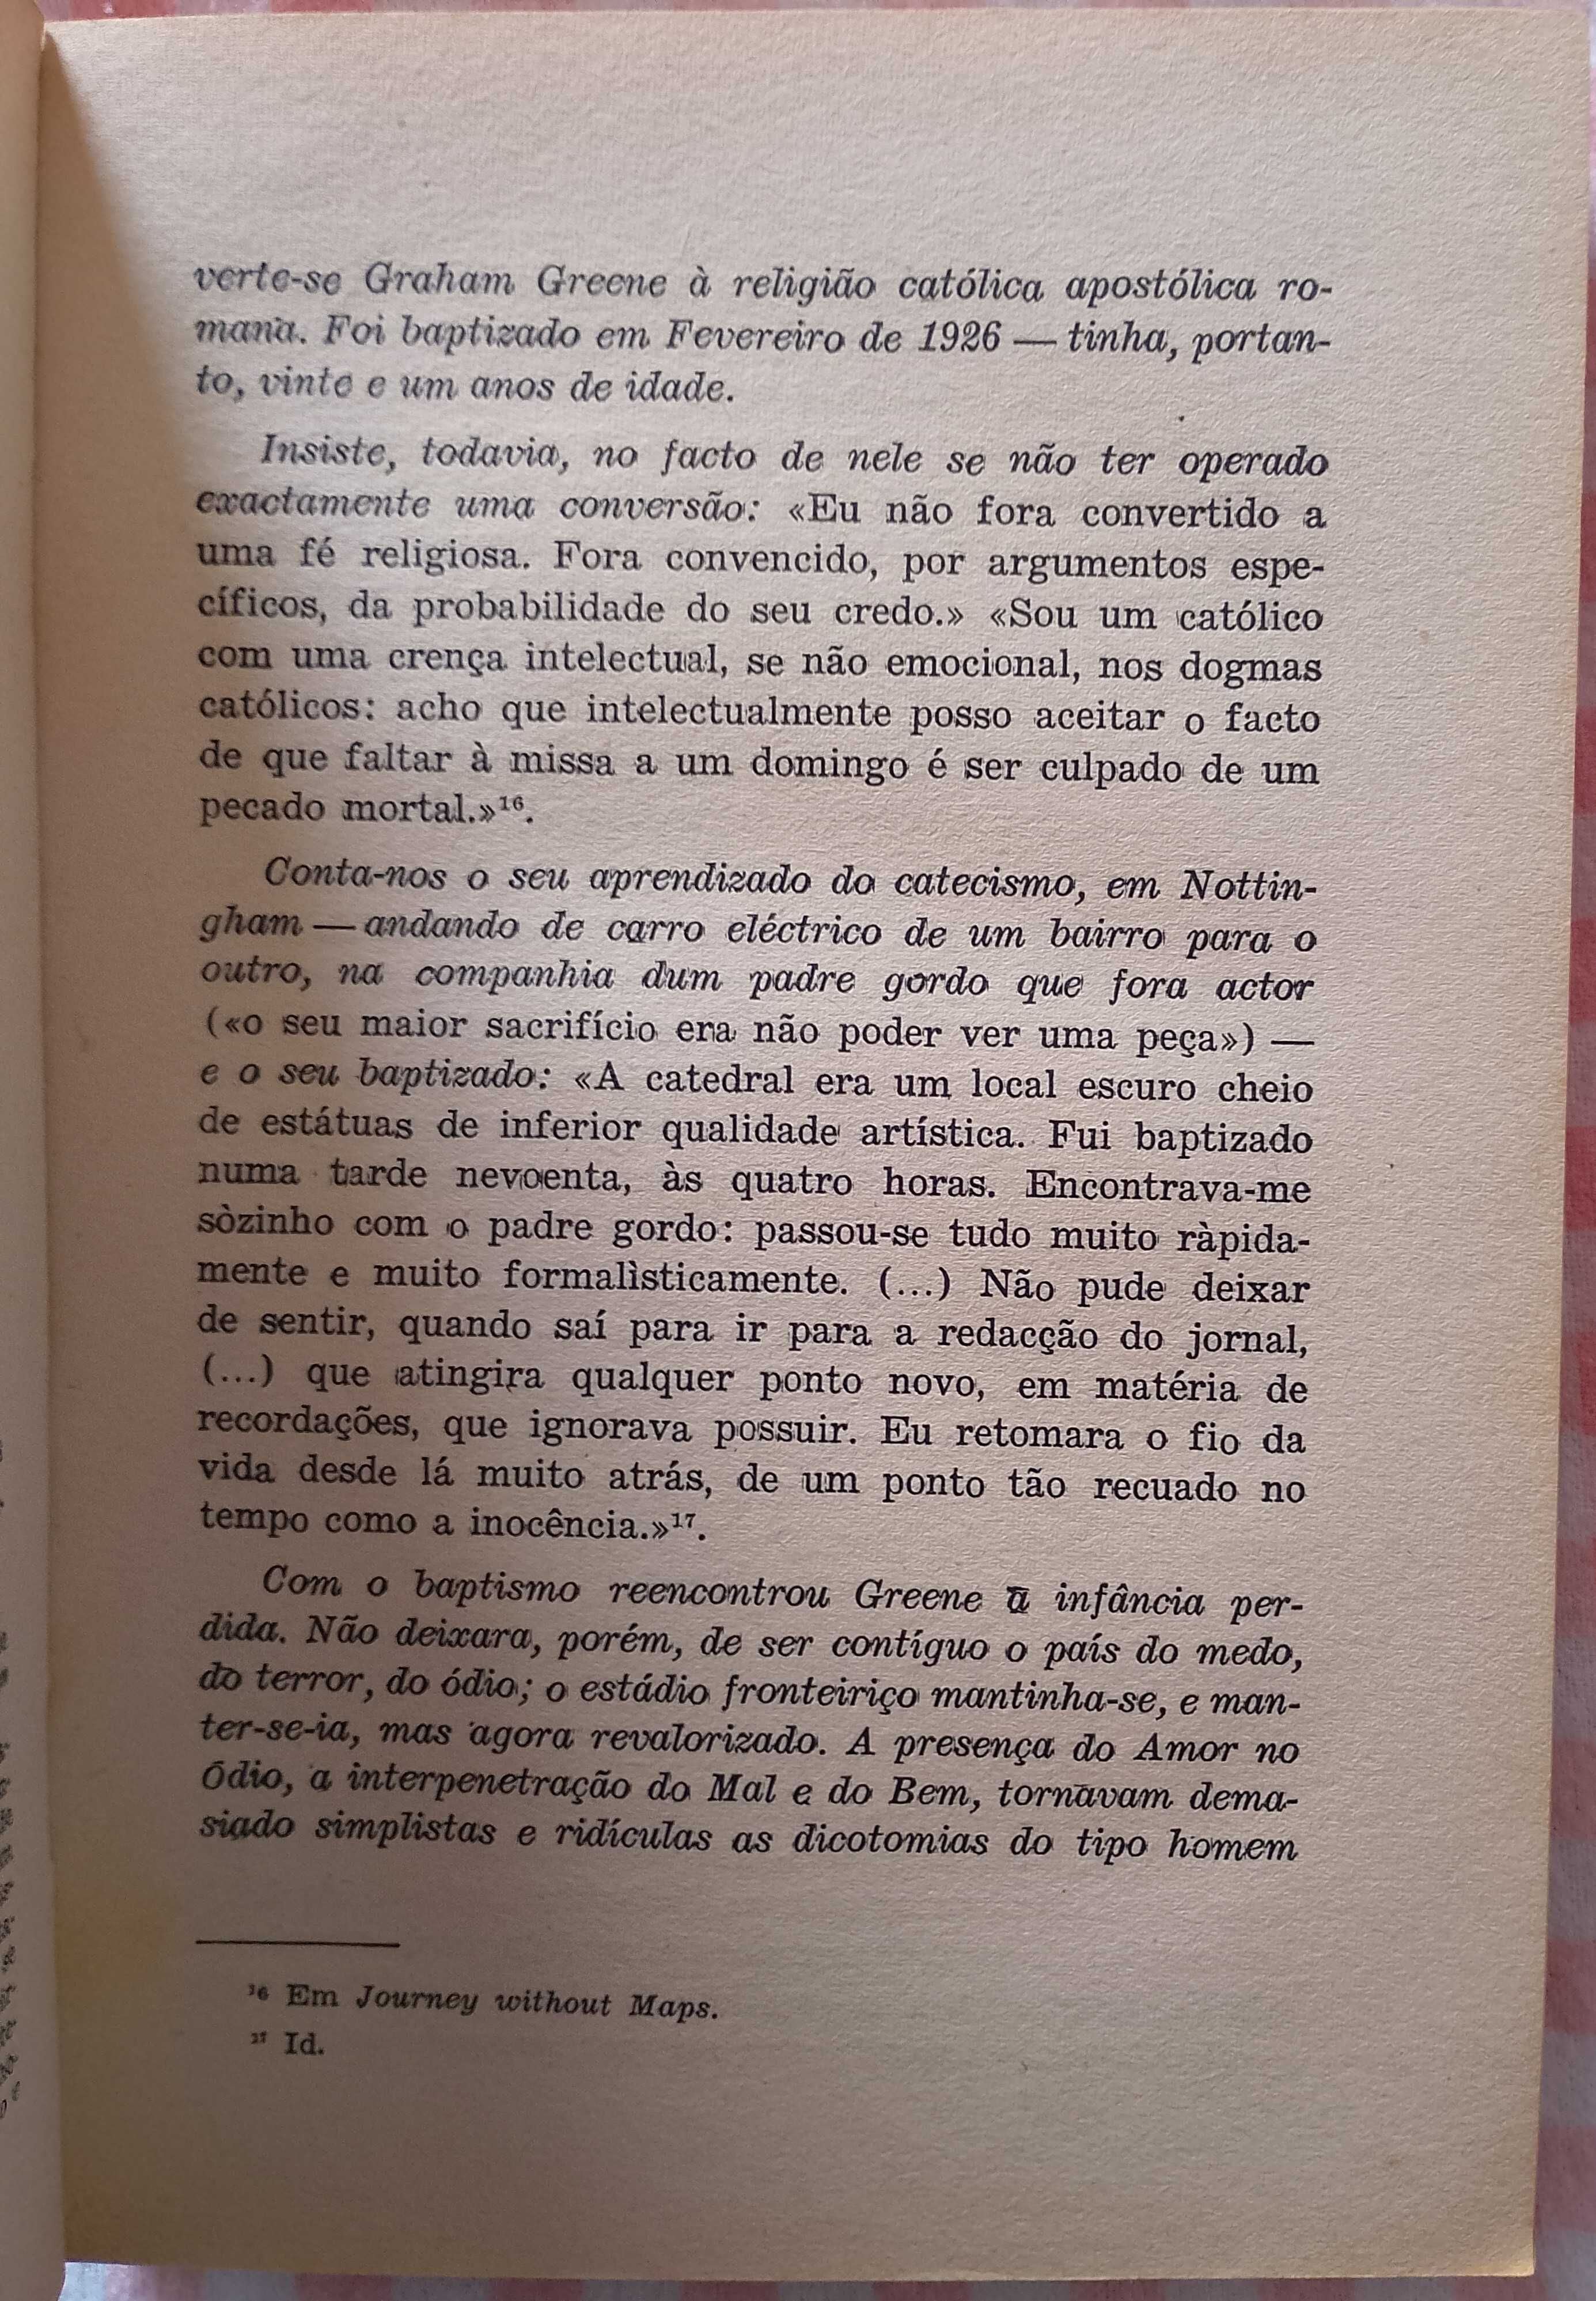 verte-se Graham Greene à religião católica apostólica ro-
mana. Foi baptizado em Fevereiro de 1926 — tinha, portan-
to, vinte e um anos de idade.
Insiste, todavia, no facto de nele se não ter operado
exactamente uma conversão: «Eu não fora convertido a
uma fé religiosa. Fora convencido, por argumentos espe-
cíficos, da probabilidade do seu credo.» «Sou um católico
com uma crença intelectual, se não emocional, nos dogmas
católicos: acho que intelectualmente posso aceitar o facto
de que faltar à missa a um domingo é ser culpado de um
pecado mortal.»¹⁶.
Conta-nos o seu aprendizado do catecismo, em Nottin-
gham — andando de carro eléctrico de um bairro para o
outro, na companhia dum padre gordo que fora actor
(«o seu maior sacrifício era não poder ver uma peça») —
e o seu baptizado: «A catedral era um local escuro cheio
de estátuas de inferior qualidade artística. Fui baptizado
numa tarde nevoenta, às quatro horas. Encontrava-me
sòzinho com o padre gordo: passou-se tudo muito ràpida-
mente e muito formalìsticamente. (...) Não pude deixar
de sentir, quando saí para ir para a redacção do jornal,
(...) que atingira qualquer ponto novo, em matéria de
recordações, que ignorava possuir. Eu retomara o fio da
vida desde lá muito atrás, de um ponto tão recuado no
tempo como a inocência.»¹⁷.
Com o baptismo reencontrou Greene a infância per-
dida. Não deixara, porém, de ser contíguo o país do medo,
do terror, do ódio; o estádio fronteiriço mantinha-se, e man-
ter-se-ia, mas agora revalorizado. A presença do Amor no
Ódio, a interpenetração do Mal e do Bem, tornavam dema-
siado simplistas e ridículas as dicotomias do tipo homem
¹⁶ Em Journey without Maps.
¹⁷ Id.